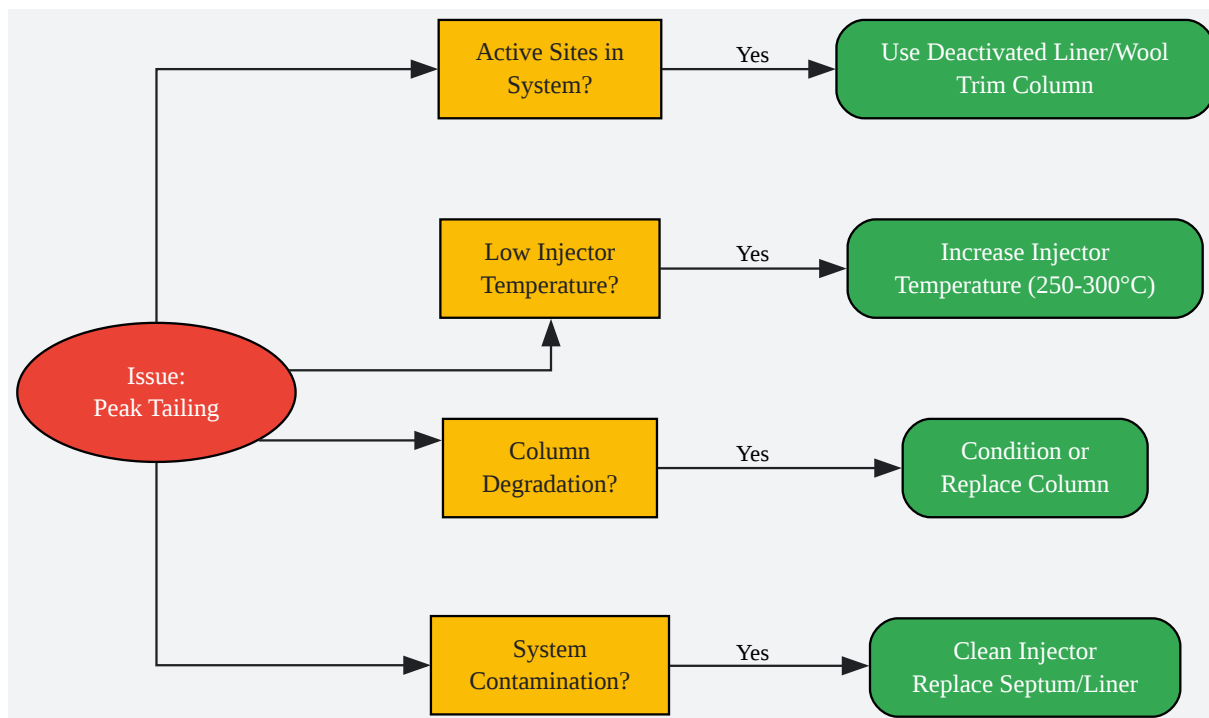 Active Sites in
System?
Yes
Use Deactivated Liner/Wool
Trim Column
Low Injector
Temperature?
Yes
Increase Injector
Temperature (250-300°C)
Issue:
Peak Tailing
Column
Degradation?
Yes
Condition or
Replace Column
System
Contamination?
Yes
Clean Injector
Replace Septum/Liner